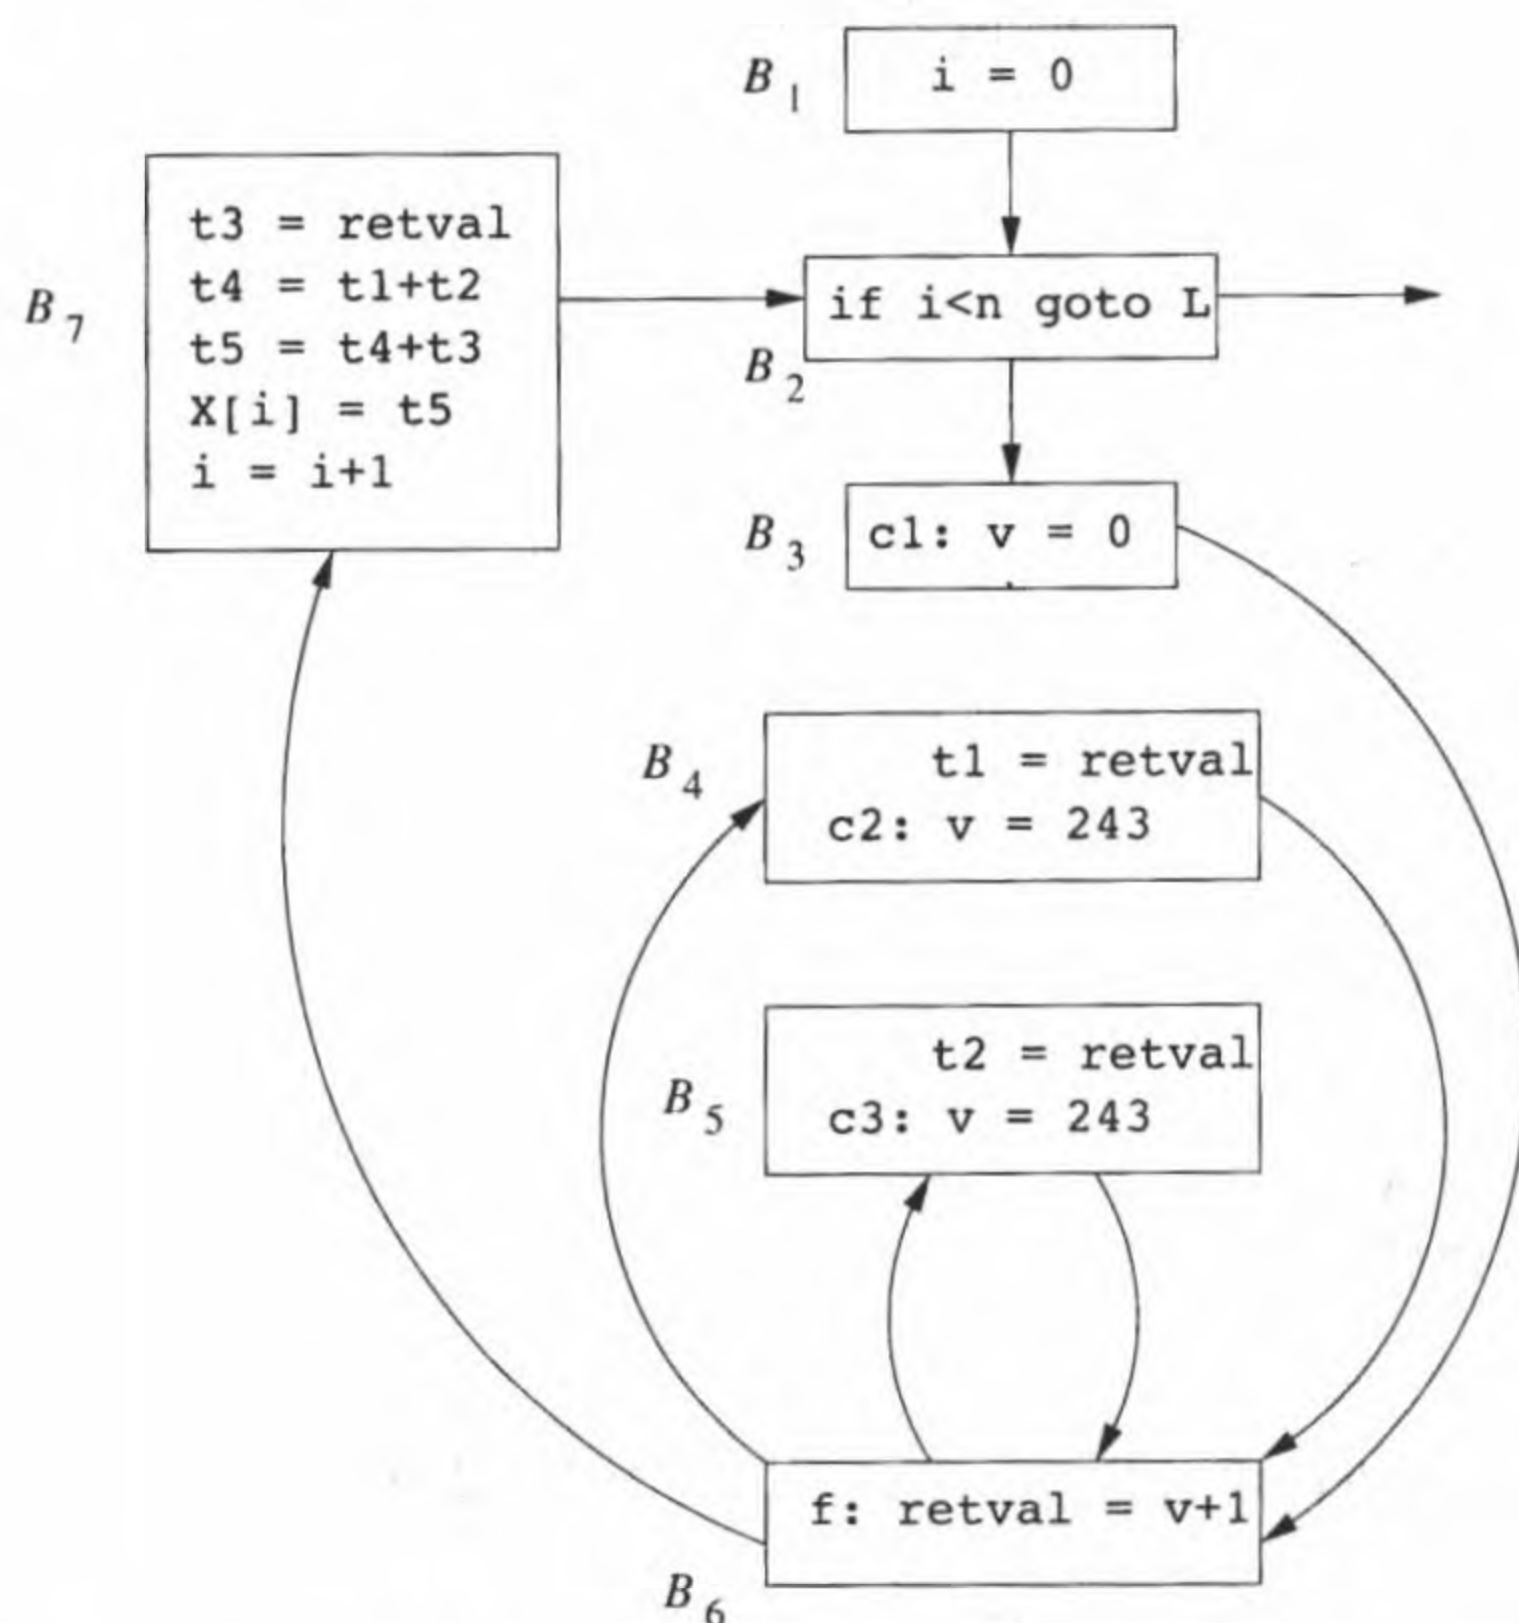 B1
i = 0
B7
t3 = retval
t4 = t1+t2
t5 = t4+t3
X[i] = t5
i = i+1
if i<n goto L
B2
B3
c1: v = 0
B4
t1 = retval
c2: v = 243
B5
t2 = retval
c3: v = 243
f: retval = v+1
B6